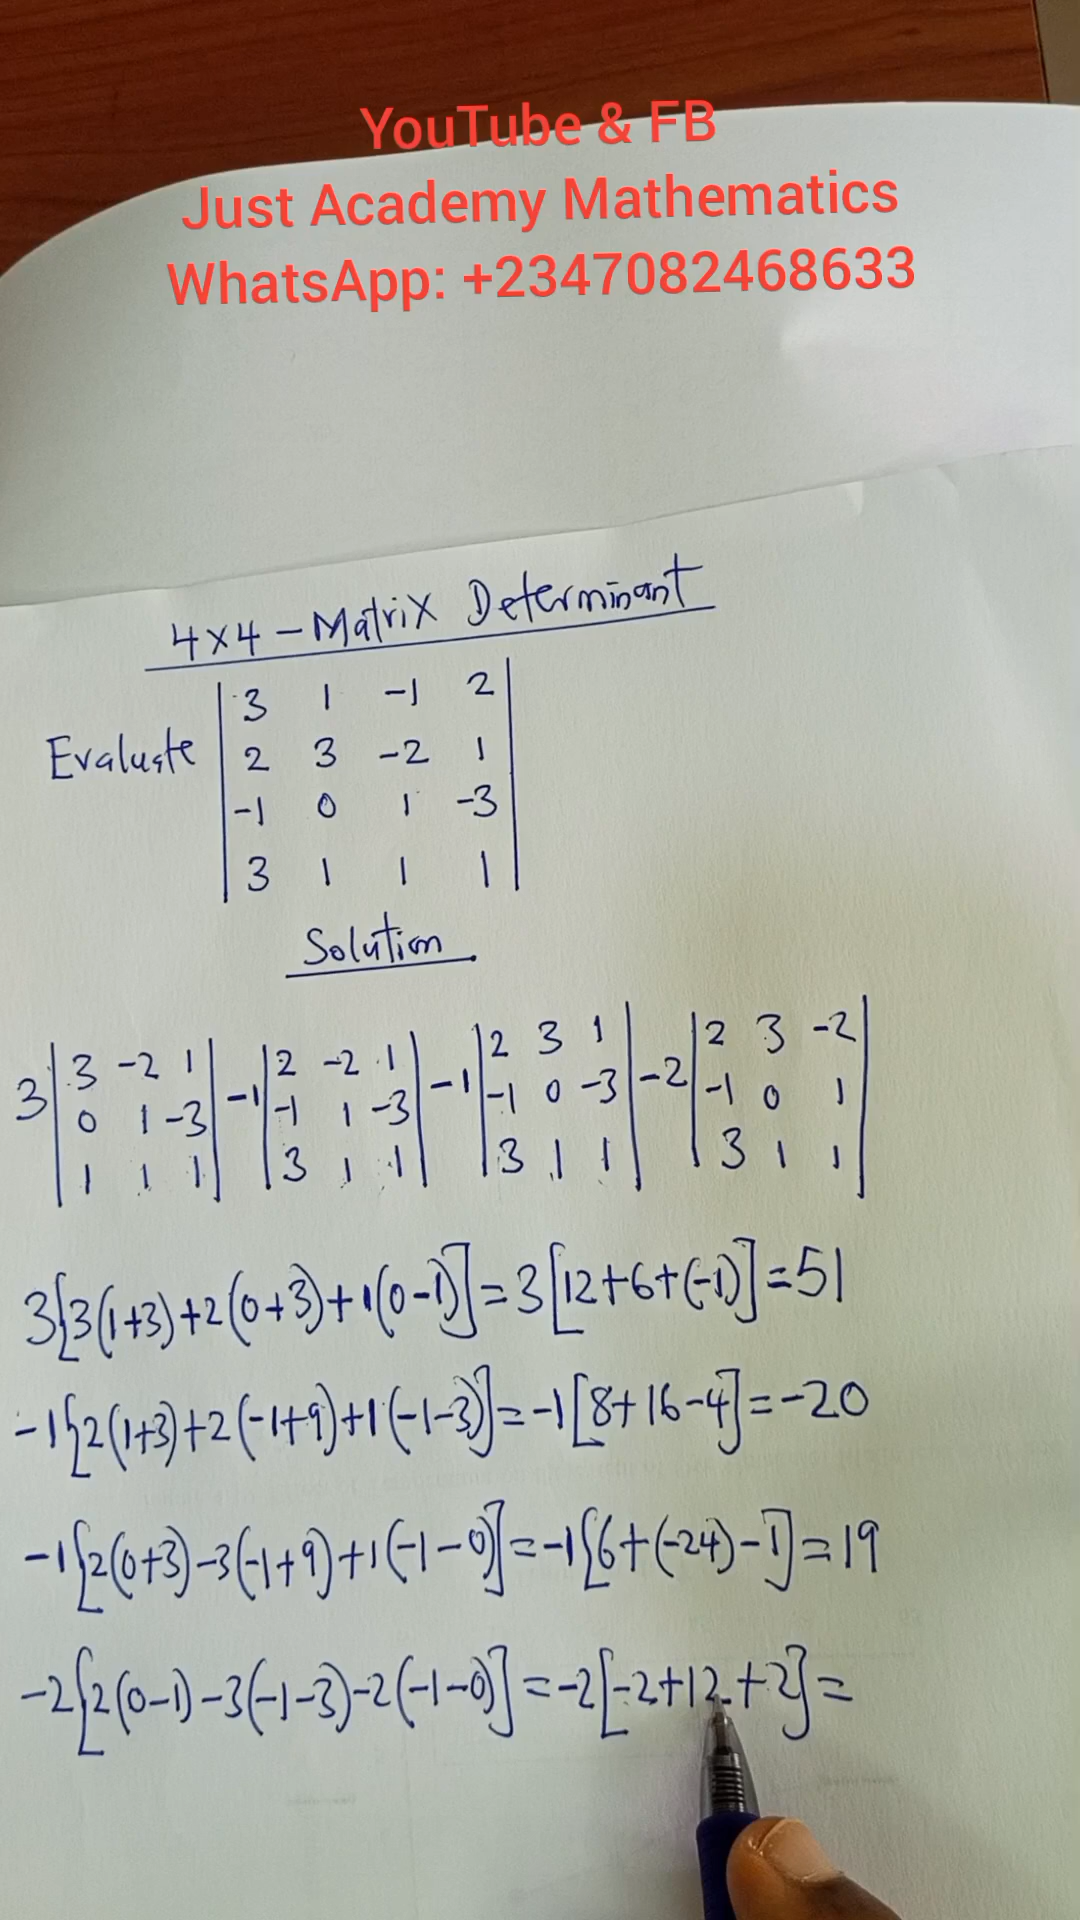 YouTube & FB
Just Academy Mathematics
WhatsApp: +2347082468633
4×4-Matrix Determinant
Evaluate | 3 1 -1 2 |
| 2 3 -2 1 |
| -1 0 1 -3 |
| 3 1 1 1 |
Solution
3 | 3 -2 1 | -1 | 2 -2 1 | -1 | 2 3 1 | -2 | 2 3 -2 |
| 0 1 -3 | | -1 1 -3 | | -1 0 -3 | | -1 0 1 |
| 1 1 1 | | 3 1 1 | | 3 1 1 | | 3 1 1 |
3[3(1+3)+2(0+3)+1(0-1)]=3[12+6+(-1)]=51
-1[2(1+3)+2(-1+9)+1(-1-3)]=-1[8+16-4]=-20
-1[2(0+3)-3(-1+9)+1(-1-0)]=-1[6+(-24)-1]=19
-2[2(0-1)-3(-1-3)-2(-1-0)]=-2[-2+12+2]=